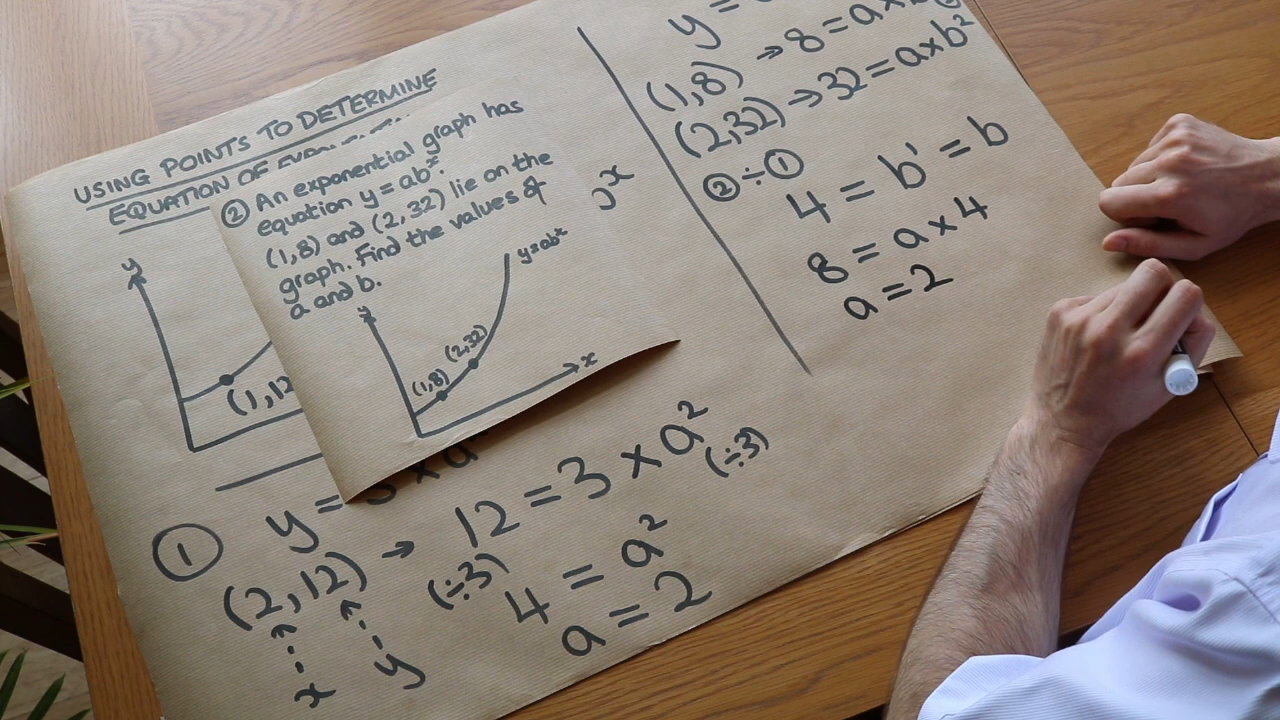 USING POINTS TO DETERMINE
EQUATION OF
② An exponential graph has
equation y = abˣ.
(1,8) and (2,32) lie on the
graph. Find the values of
a and b.
y
y=abˣ
(1,8)
(2,32)
x
y
(1,12
x
① y =
(2,12) → 12 = 3 × a²
(÷3) (÷3)
4 = a²
a = 2
x y
y =
(1,8) → 8 = a×b
(2,32) → 32 = a×b²
②÷①
4 = b' = b
8 = a×4
a = 2